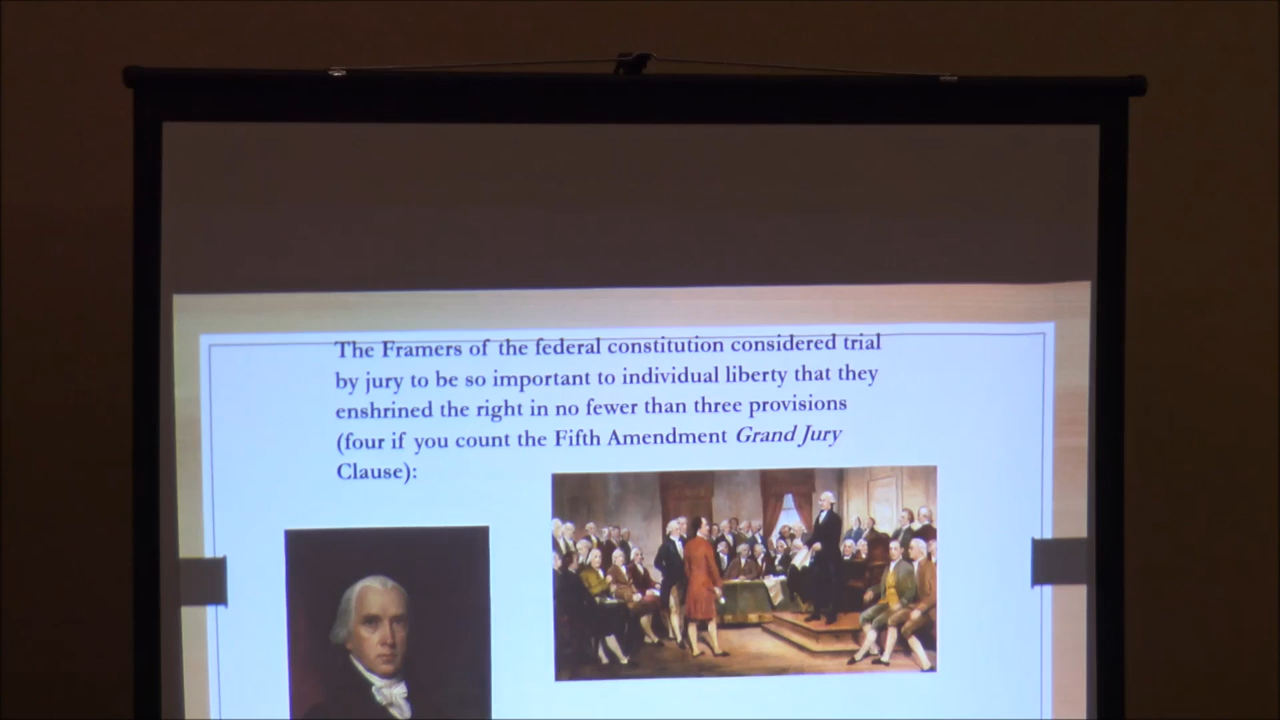 The Framers of the federal constitution considered trial
by jury to be so important to individual liberty that they
enshrined the right in no fewer than three provisions
(four if you count the Fifth Amendment Grand Jury
Clause):